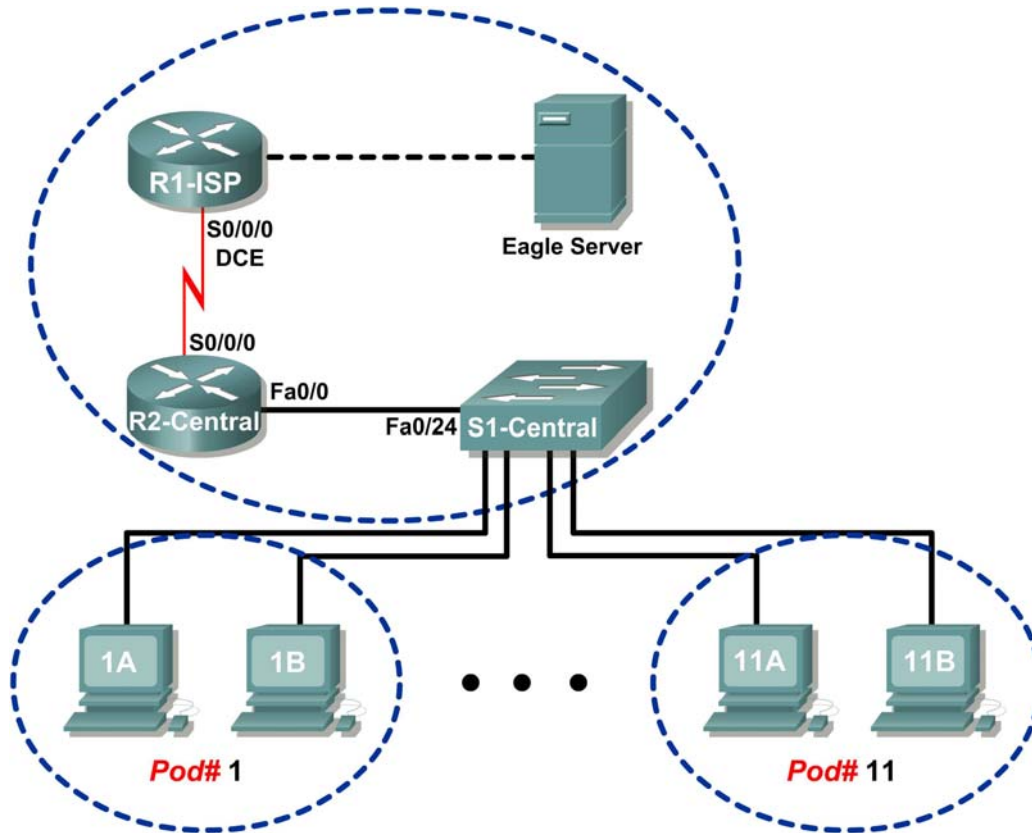 R1-ISP
S0/0/0
DCE
Eagle Server
S0/0/0
R2-Central
Fa0/0
Fa0/24
S1-Central
1A
1B
11A
11B
Pod# 1
Pod# 11